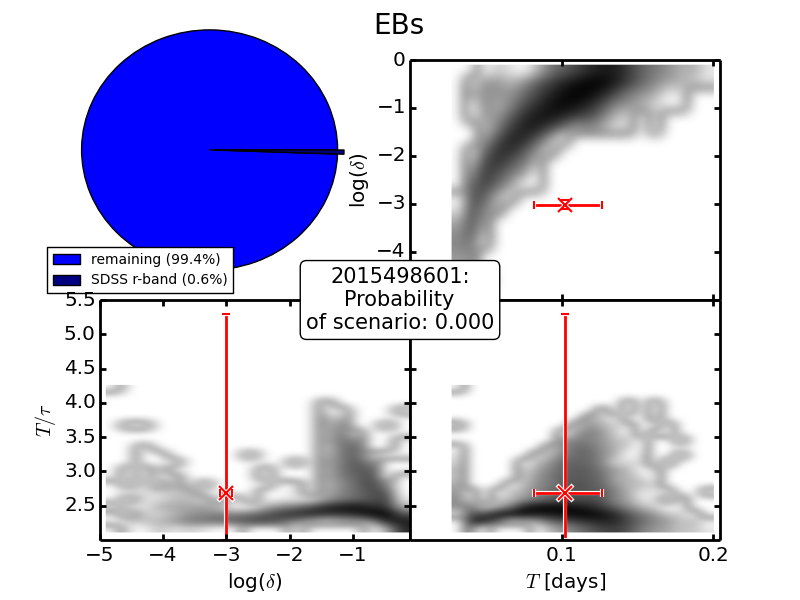 EBs
remaining (99.4%)
SDSS r-band (0.6%)
0
−1
−2
−3
−4
log(δ)
2015498601:
Probability
of scenario: 0.000
5.5
5.0
4.5
4.0
3.5
3.0
2.5
T/τ
−5 −4 −3 −2 −1
log(δ)
0.1 0.2
T [days]